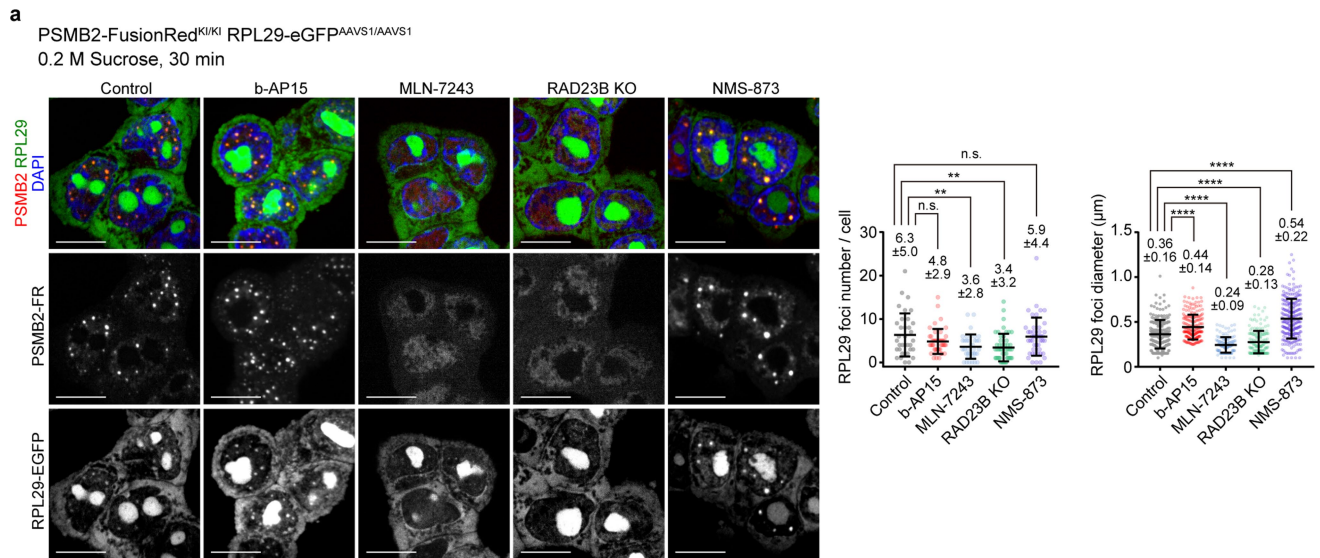 a
PSMB2-FusionRedKI/KI RPL29-eGFPAAVS1/AAVS1
0.2 M Sucrose, 30 min
Control b-AP15 MLN-7243 RAD23B KO NMS-873
PSMB2 RPL29
DAPI
PSMB2-FR
RPL29-EGFP
RPL29 foci number / cell
30
20
10
0
n.s.
**
**
n.s.
6.3
±5.0
4.8
±2.9
3.6
±2.8
3.4
±3.2
5.9
±4.4
Control
b-AP15
MLN-7243
RAD23B KO
NMS-873
RPL29 foci diameter (μm)
1.5
1.0
0.5
0
****
****
****
****
0.36
±0.16
0.44
±0.14
0.24
±0.09
0.28
±0.13
0.54
±0.22
Control
b-AP15
MLN-7243
RAD23B KO
NMS-873